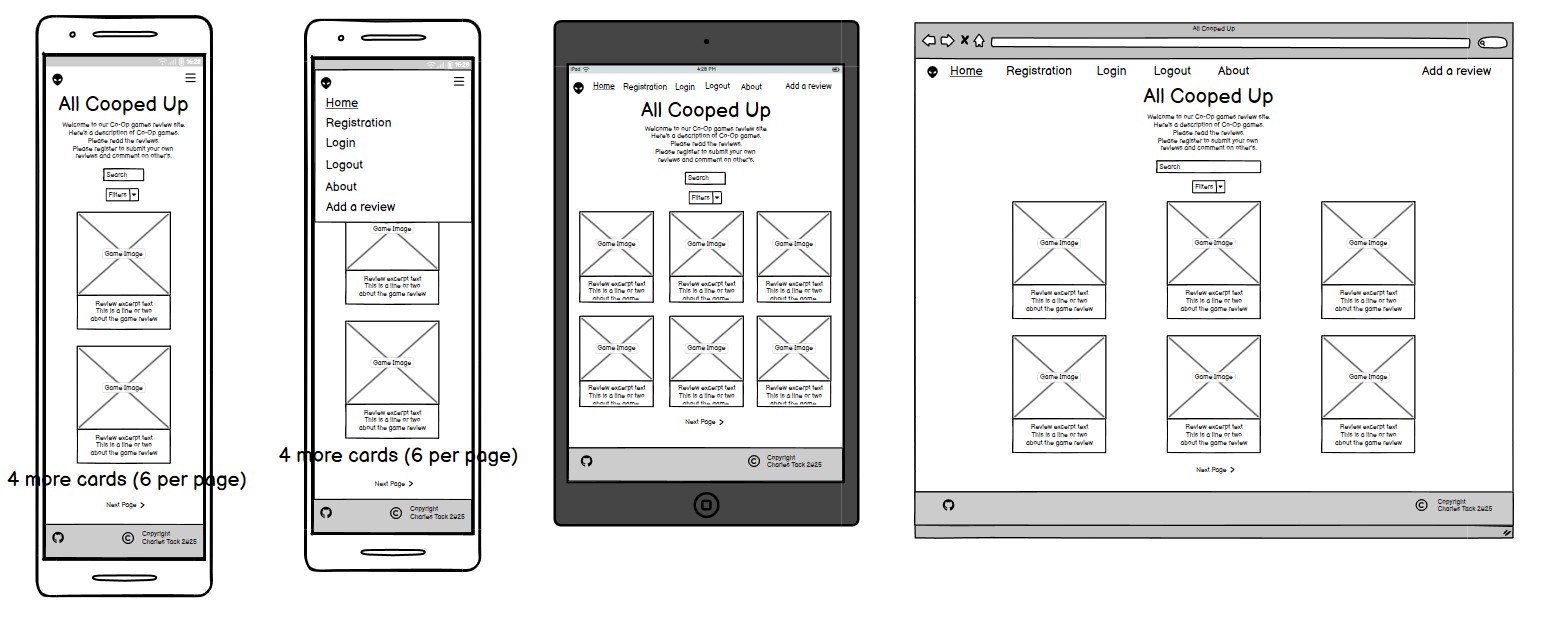 15:23
All Cooped Up
Welcome to our Co-Op games review site.
Here's a description of Co-Op games.
Please read the reviews.
Please register to submit your own
reviews and comment on other's.
Search
Filters
Game Image
Review excerpt text
This is a line or two
about the game review
Game Image
Review excerpt text
This is a line or two
about the game review
4 more cards (6 per page)
Next Page >
© Copyright
Charles Tack 2025
Home
Registration
Login
Logout
About
Add a review
Game Image
Review excerpt text
This is a line or two
about the game review
Game Image
Review excerpt text
This is a line or two
about the game review
4 more cards (6 per page)
Next Page >
© Copyright
Charles Tack 2025
iPad 4:28 PM
Home Registration Login Logout About Add a review
All Cooped Up
Welcome to our Co-Op games review site.
Here's a description of Co-Op games.
Please read the reviews.
Please register to submit your own
reviews and comment on other's.
Search
Filters
Game Image Game Image Game Image
Review excerpt text Review excerpt text Review excerpt text
This is a line or two This is a line or two This is a line or two
about the game about the game about the game
Game Image Game Image Game Image
Review excerpt text Review excerpt text Review excerpt text
This is a line or two This is a line or two This is a line or two
about the game about the game about the game
Next Page >
© Copyright
Charles Tack 2025
All Cooped Up
Home Registration Login Logout About Add a review
All Cooped Up
Welcome to our Co-Op games review site.
Here's a description of Co-Op games.
Please read the reviews.
Please register to submit your own
reviews and comment on other's.
Search
Filters
Game Image Game Image Game Image
Review excerpt text Review excerpt text Review excerpt text
This is a line or two This is a line or two This is a line or two
about the game review about the game review about the game review
Game Image Game Image Game Image
Review excerpt text Review excerpt text Review excerpt text
This is a line or two This is a line or two This is a line or two
about the game review about the game review about the game review
Next Page >
© Copyright
Charles Tack 2025